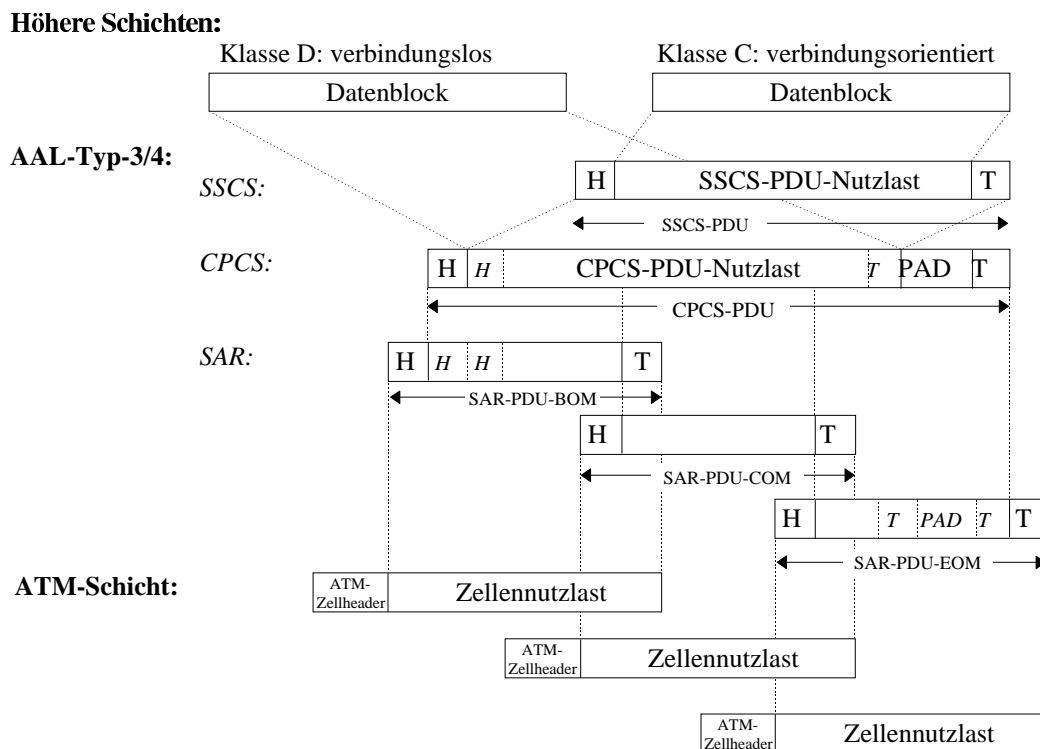 Höhere Schichten:
Klasse D: verbindungslos
Klasse C: verbindungsorientiert
Datenblock
Datenblock
AAL-Typ-3/4:
SSCS:
H
SSCS-PDU-Nutzlast
T
SSCS-PDU
CPCS:
H
H
CPCS-PDU-Nutzlast
T
PAD
T
CPCS-PDU
SAR:
H
H
H
T
SAR-PDU-BOM
H
T
SAR-PDU-COM
H
T
PAD
T
T
SAR-PDU-EOM
ATM-Schicht:
ATM-
Zellheader
Zellennutzlast
ATM-
Zellheader
Zellennutzlast
ATM-
Zellheader
Zellennutzlast